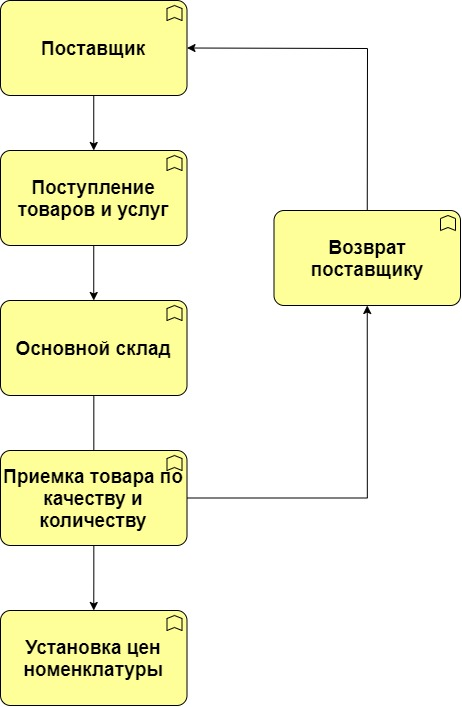 Поставщик
Поступление
товаров и услуг
Возврат
поставщику
Основной склад
Приемка товара по
качеству и
количеству
Установка цен
номенклатуры